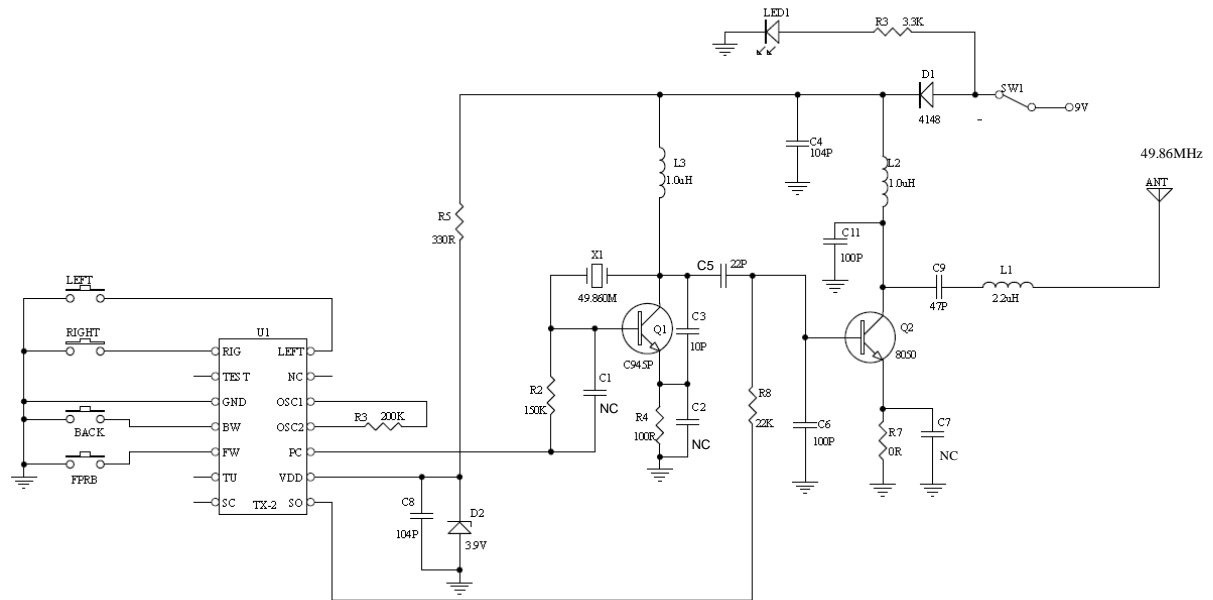 LED1
R3 3.3K
D1
4148
SW1
9V
-
C4
104P
L3
1.0uH
L2
1.0uH
49.86MHz
ANT
R5
330R
C11
100P
X1
49.860M
C5 22P
C9
47P
L1
2.2uH
LEFT
RIGHT
BACK
FPRB
U1
RIG LEFT
TEST NC
GND OSC1
BW OSC2
FW PC
TU VDD
SC TX-2 SO
R3 200K
Q1
C945P
C3
10P
Q2
8050
R2
150K
C1
NC
R4
100R
C2
NC
R8
22K
C6
100P
R7
0R
C7
NC
C8
104P
D2
3.9V